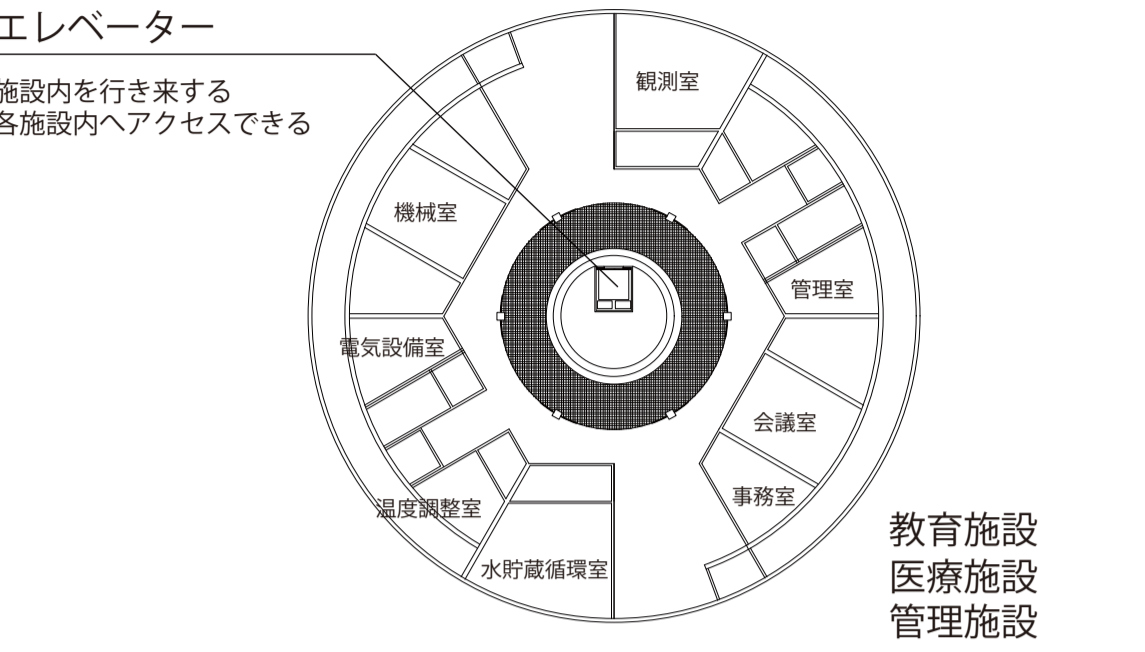 エレベーター
施設内を行き来する
各施設内へアクセスできる
観測室
機械室
管理室
電気設備室
会議室
事務室
温度調整室
水貯蔵循環室
教育施設
医療施設
管理施設